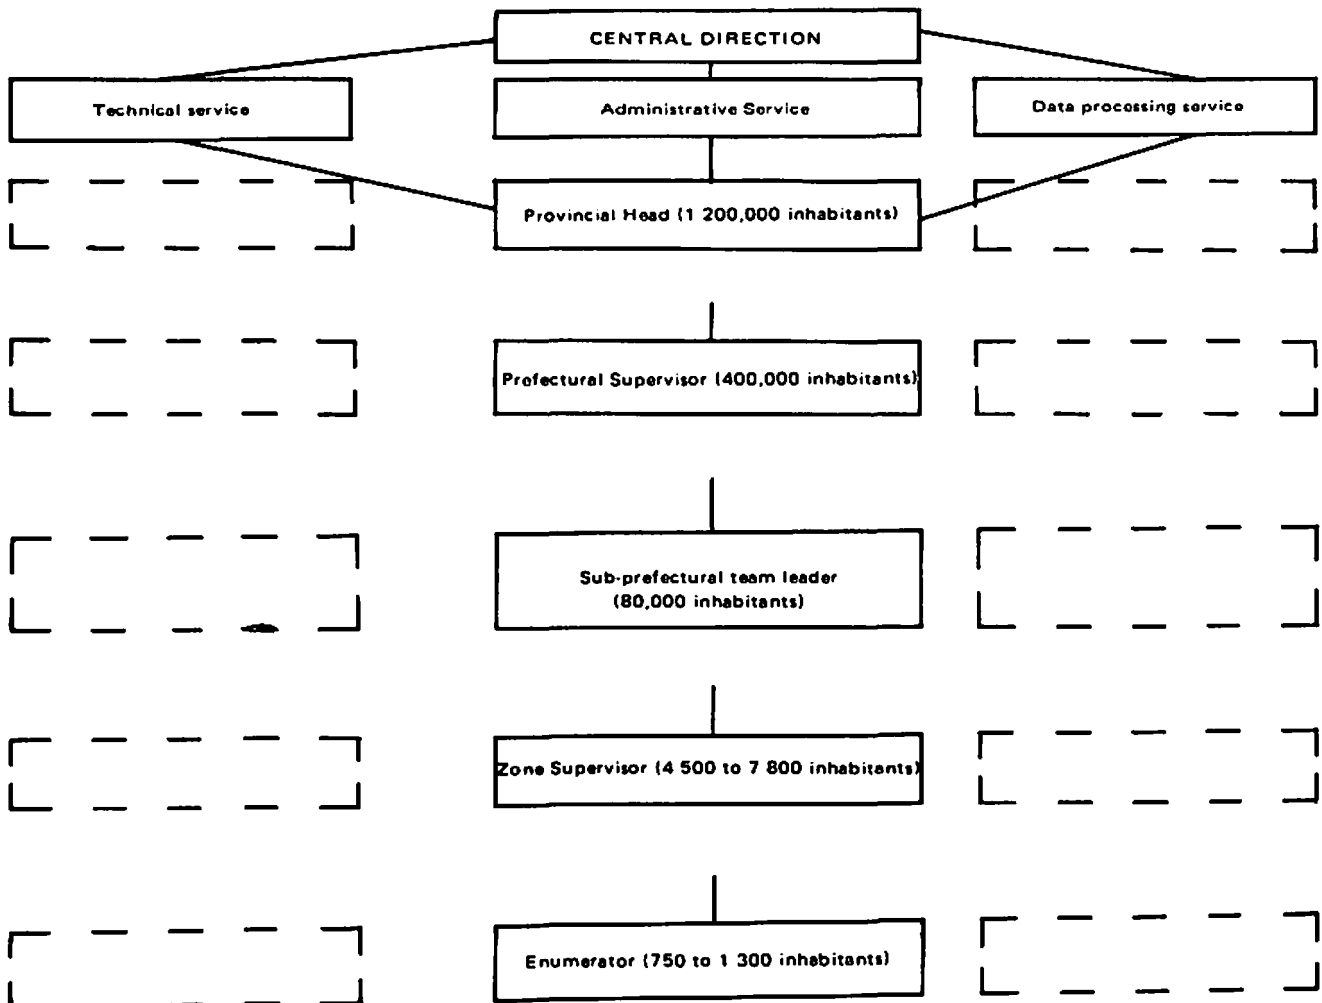 CENTRAL DIRECTION
Technical service
Administrative Service
Data processing service
Provincial Head (1 200,000 inhabitants)
Prefectural Supervisor (400,000 inhabitants)
Sub-prefectural team leader
(80,000 inhabitants)
Zone Supervisor (4 500 to 7 800 inhabitants)
Enumerator (750 to 1 300 inhabitants)